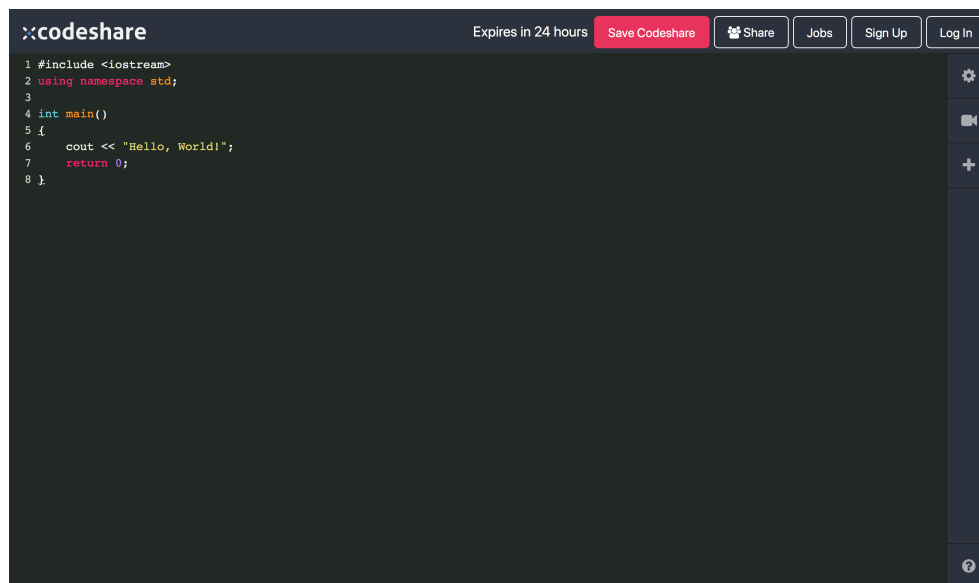 codeshare
Expires in 24 hours
Save Codeshare
Share
Jobs
Sign Up
Log In
1 #include <iostream>
2 using namespace std;
3
4 int main()
5 {
6     cout << "Hello, World!";
7     return 0;
8 }